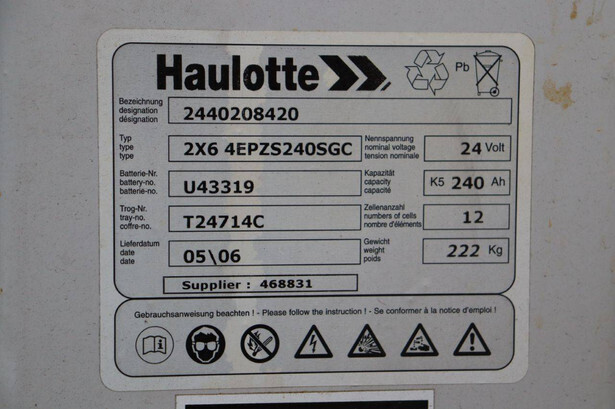 Haulotte
Pb
Bezeichnung
designation
désignation
2440208420
Typ
type
type
2X6 4EPZS240SGC
Nennspannung
nominal voltage
tension nominale
24 Volt
Batterie-Nr.
battery-no.
batterie-no.
U43319
Kapazität
capacity
capacité
K5 240 Ah
Trog-Nr.
tray-no.
coffre-no.
T24714C
Zellenanzahl
numbers of cells
nombre d'éléments
12
Lieferdatum
date
date
05\06
Gewicht
weight
poids
222 Kg
Supplier : 468831
Gebrauchsanweisung beachten ! - Please follow the instruction ! - Se conformer à la notice d'emploi !